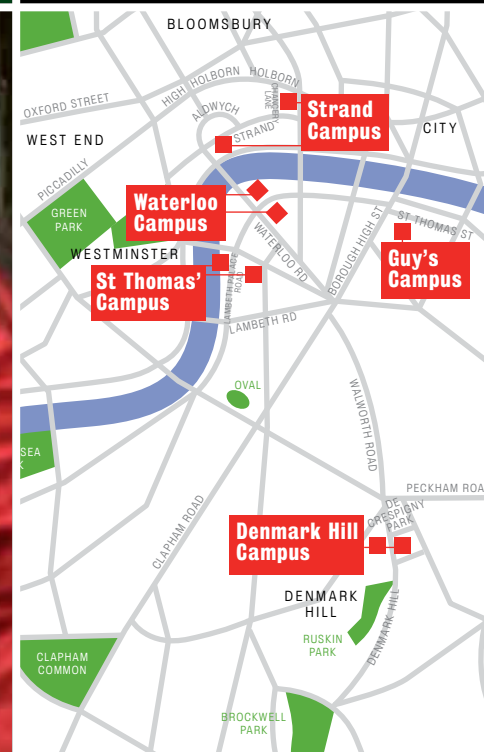 BLOOMSBURY
HIGH HOLBORN
HOLBORN
CHANCERY
LANE
OXFORD STREET
ALDWYCH
Strand
Campus
STRAND
CITY
WEST END
PICCADILLY
Waterloo
Campus
GREEN
PARK
ST THOMAS ST
WATERLOO RD
BOROUGH HIGH ST
WESTMINSTER
Guy's
Campus
St Thomas'
Campus
LAMBETH PALACE
ROAD
LAMBETH RD
OVAL
WALWORTH ROAD
SEA
K
PECKHAM ROA
CLAPHAM ROAD
DE
CRESPIGNY
PARK
Denmark Hill
Campus
DENMARK
HILL
RUSKIN
PARK
DENMARK HILL
CLAPHAM
COMMON
BROCKWELL
PARK